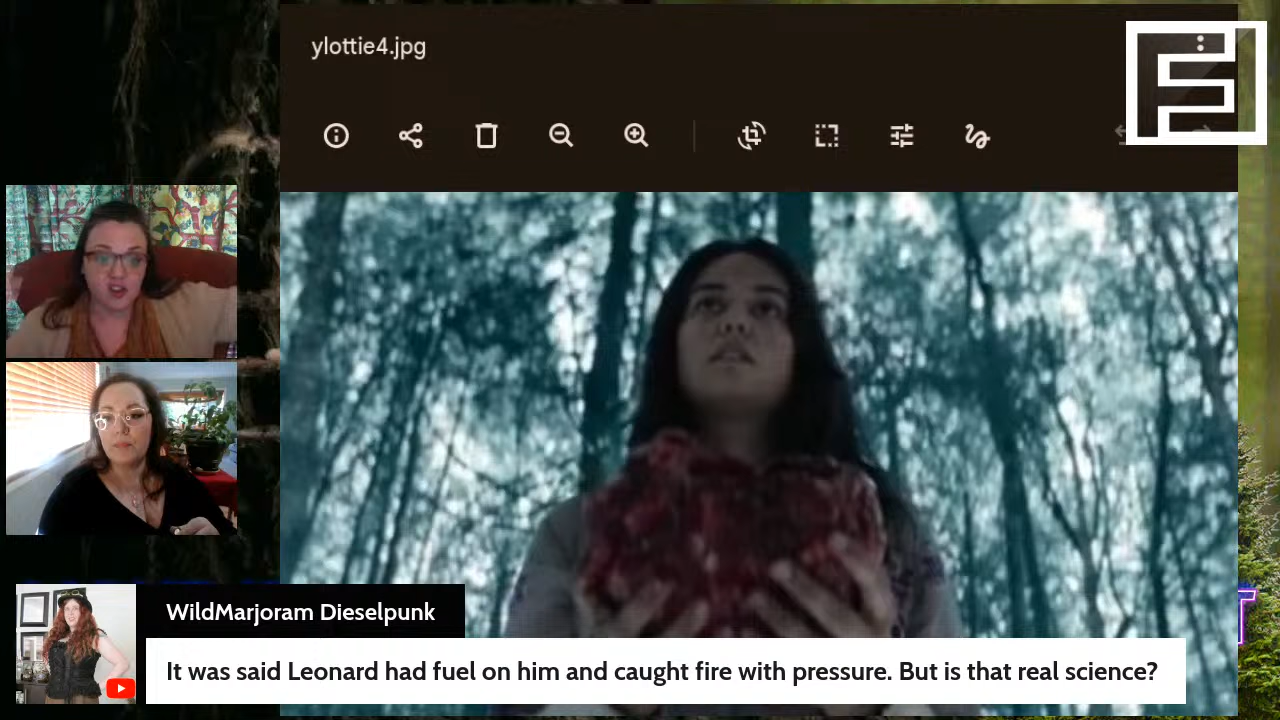 ylottie4.jpg
WildMarjoram Dieselpunk
It was said Leonard had fuel on him and caught fire with pressure. But is that real science?